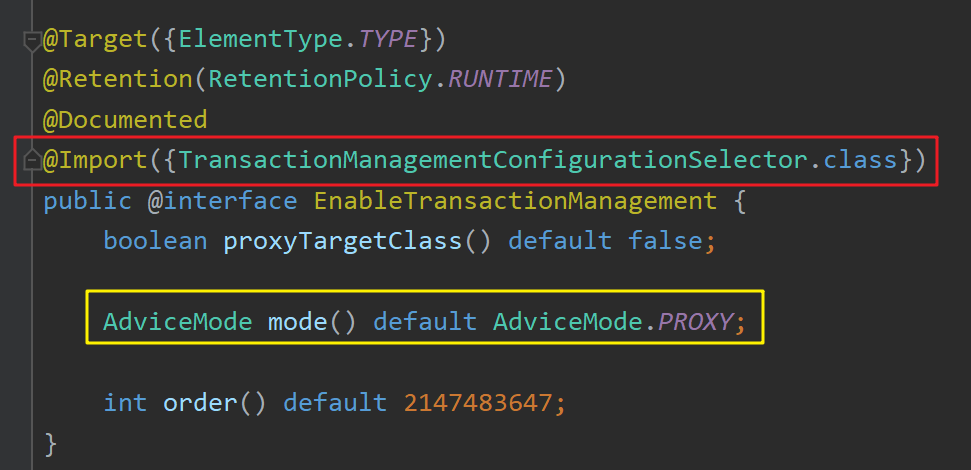 @Target({ElementType.TYPE})
@Retention(RetentionPolicy.RUNTIME)
@Documented
@Import({TransactionManagementConfigurationSelector.class})
public @interface EnableTransactionManagement {
    boolean proxyTargetClass() default false;
    AdviceMode mode() default AdviceMode.PROXY;
    int order() default 2147483647;
}